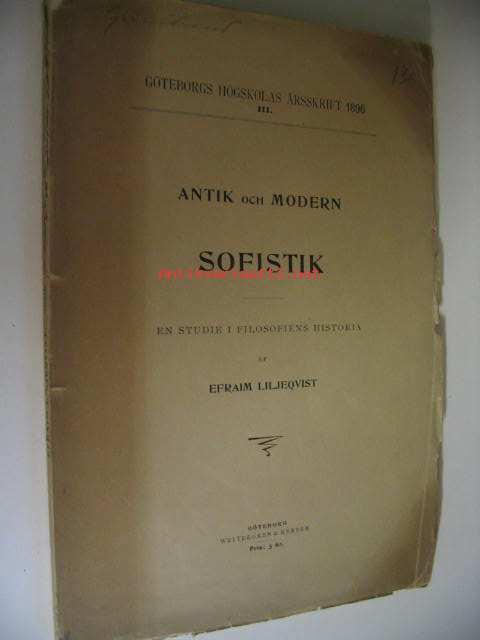 GÖTEBORGS HÖGSKOLAS ÅRSSKRIFT 1896
III.
ANTIK OCH MODERN
SOFISTIK
EN STUDIE I FILOSOFIENS HISTORIA
AF
EFRAIM LILJEQVIST
GÖTEBORG
WETTERGREN & KERBER
Pris: 3 kr.